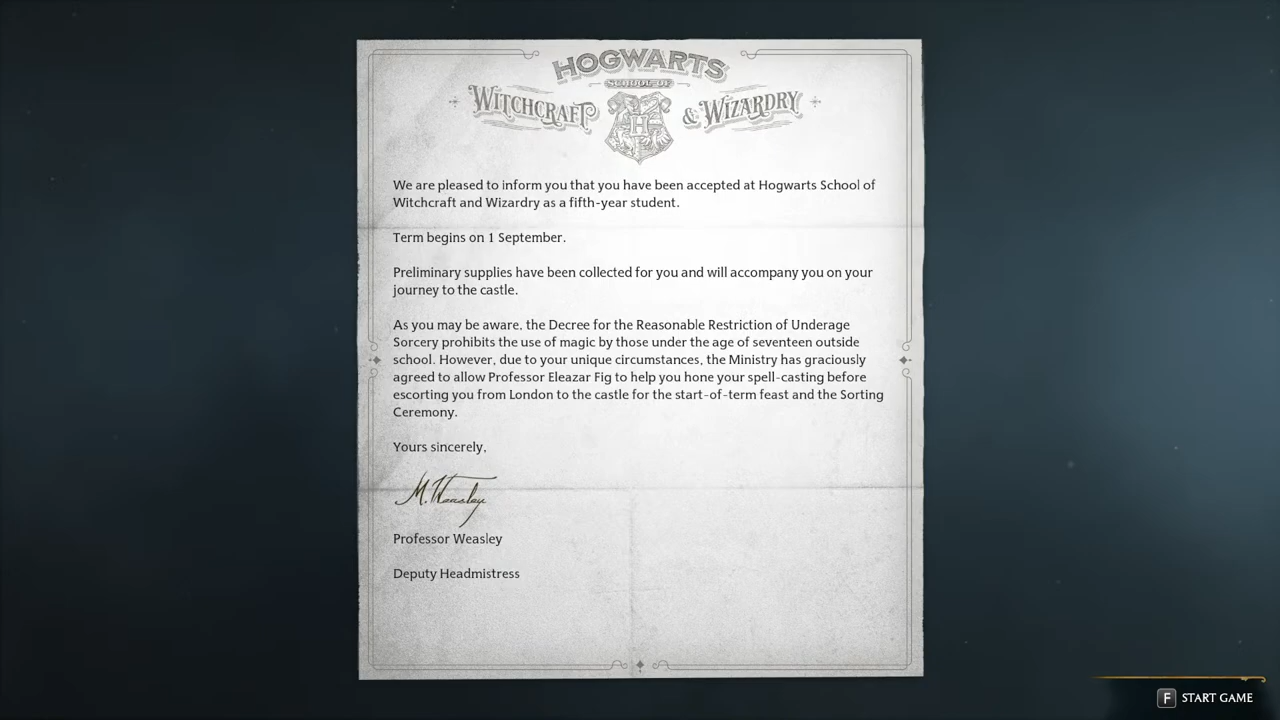 HOGWARTS
SCHOOL OF
WITCHCRAFT & WIZARDRY
H
We are pleased to inform you that you have been accepted at Hogwarts School of
Witchcraft and Wizardry as a fifth-year student.
Term begins on 1 September.
Preliminary supplies have been collected for you and will accompany you on your
journey to the castle.
As you may be aware, the Decree for the Reasonable Restriction of Underage
Sorcery prohibits the use of magic by those under the age of seventeen outside
school. However, due to your unique circumstances, the Ministry has graciously
agreed to allow Professor Eleazar Fig to help you hone your spell-casting before
escorting you from London to the castle for the start-of-term feast and the Sorting
Ceremony.
Yours sincerely,
M. Weasley
Professor Weasley
Deputy Headmistress
F START GAME